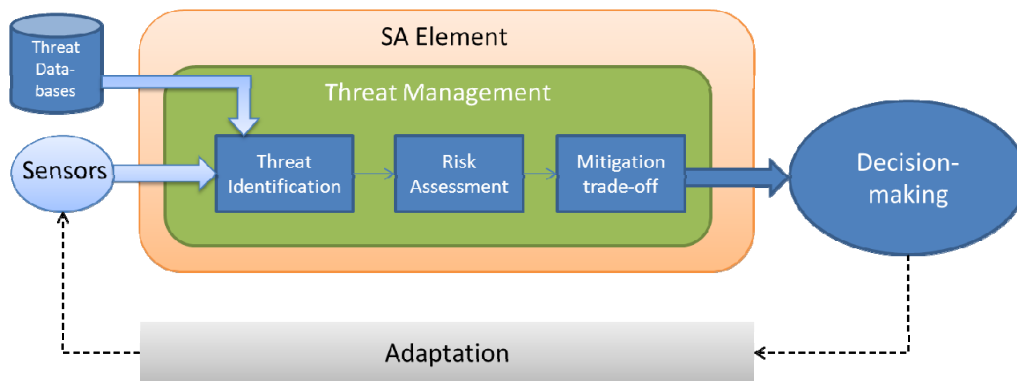 Threat
Data-
bases
SA Element
Threat Management
Sensors
Threat
Identification
Risk
Assessment
Mitigation
trade-off
Decision-
making
Adaptation